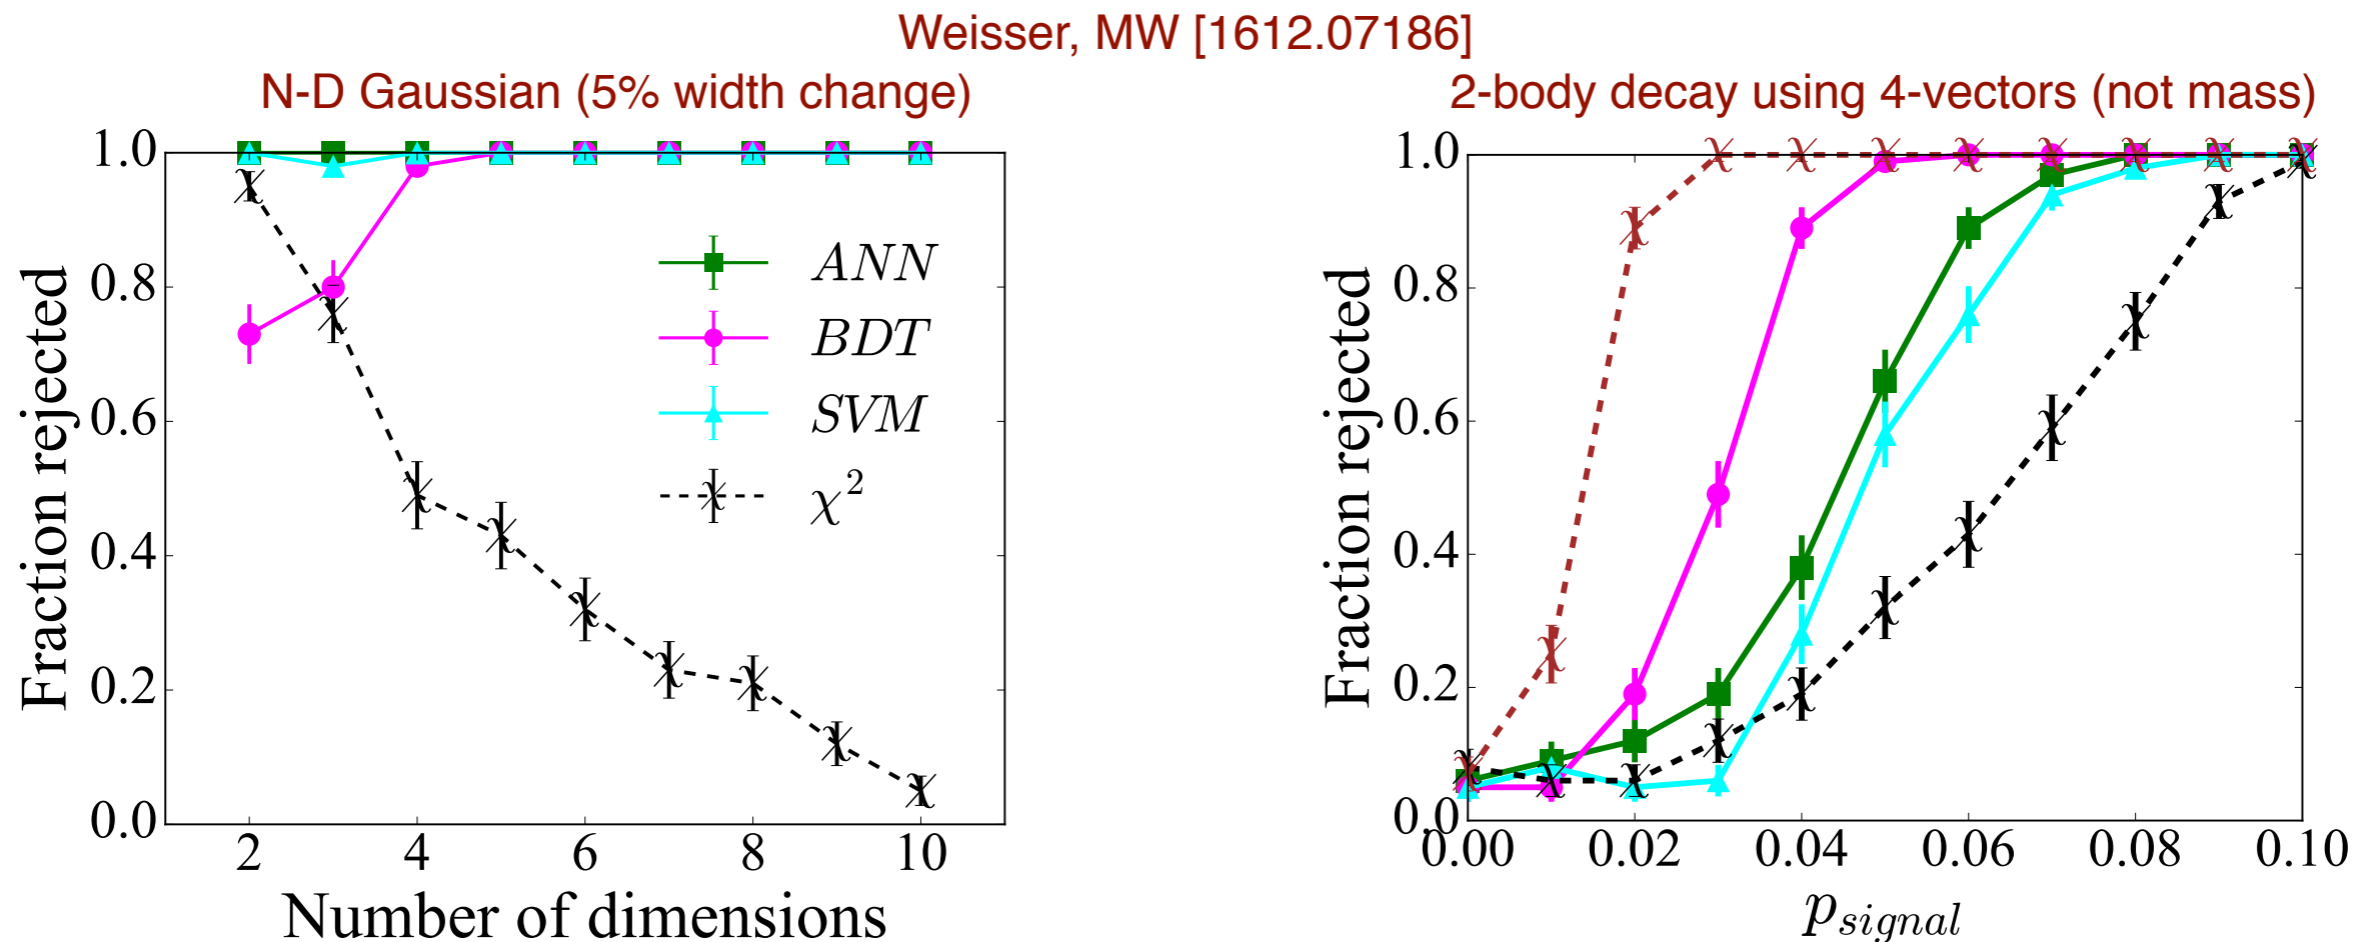 Weisser, MW [1612.07186]
N-D Gaussian (5% width change)
1.0
0.8
0.6
0.4
0.2
0.0
2 4 6 8 10
Fraction rejected
Number of dimensions
ANN
BDT
SVM
χ²
2-body decay using 4-vectors (not mass)
1.0
0.8
0.6
0.4
0.2
0.0
0.00 0.02 0.04 0.06 0.08 0.10
Fraction rejected
p_signal